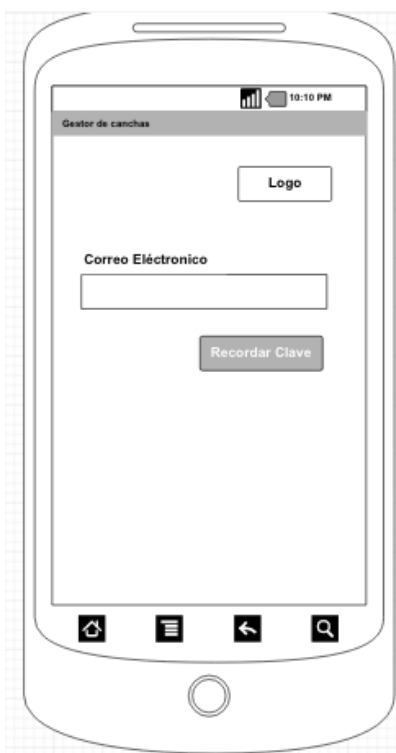 10:10 PM
Gestor de canchas
Logo
Correo Eléctronico
Recordar Clave